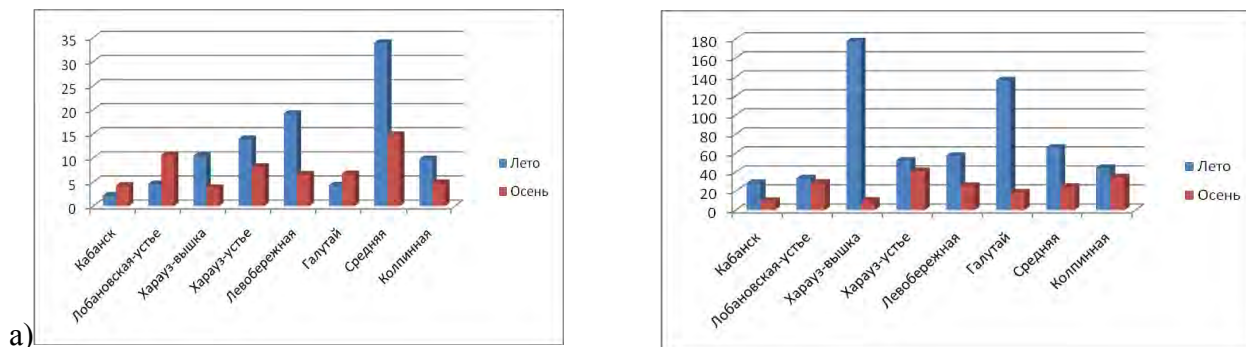 35
30
25
20
15
10
5
0
Лето
Осень
Кабанск
Лобановская-устье
Харауз-вышка
Харауз-устье
Левобережная
Галутай
Средняя
Колпинная
а)
180
160
140
120
100
80
60
40
20
0
Лето
Осень
Кабанск
Лобановская-устье
Харауз-вышка
Харауз-устье
Левобережная
Галутай
Средняя
Колпинная